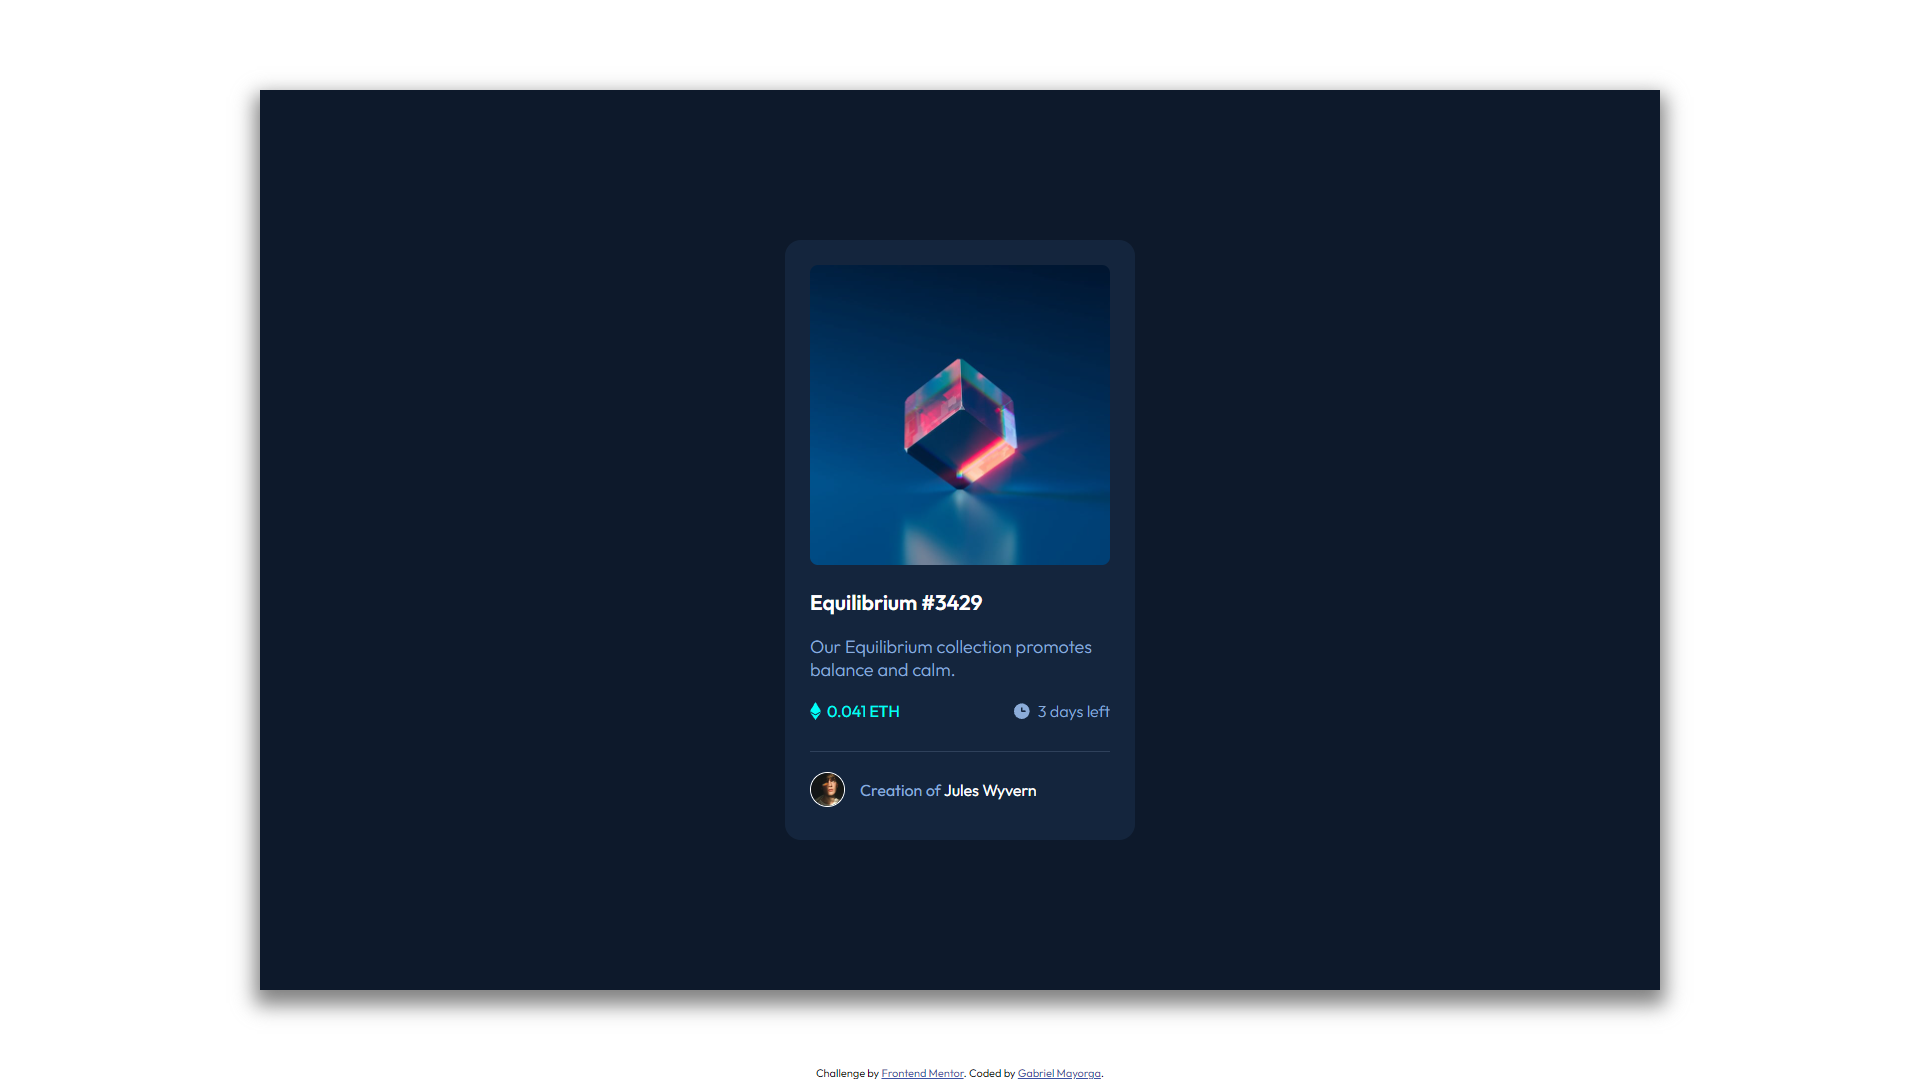 Equilibrium #3429
Our Equilibrium collection promotes
balance and calm.
0.041 ETH
3 days left
Creation of Jules Wyvern
Challenge by Frontend Mentor. Coded by Gabriel Mayorga.